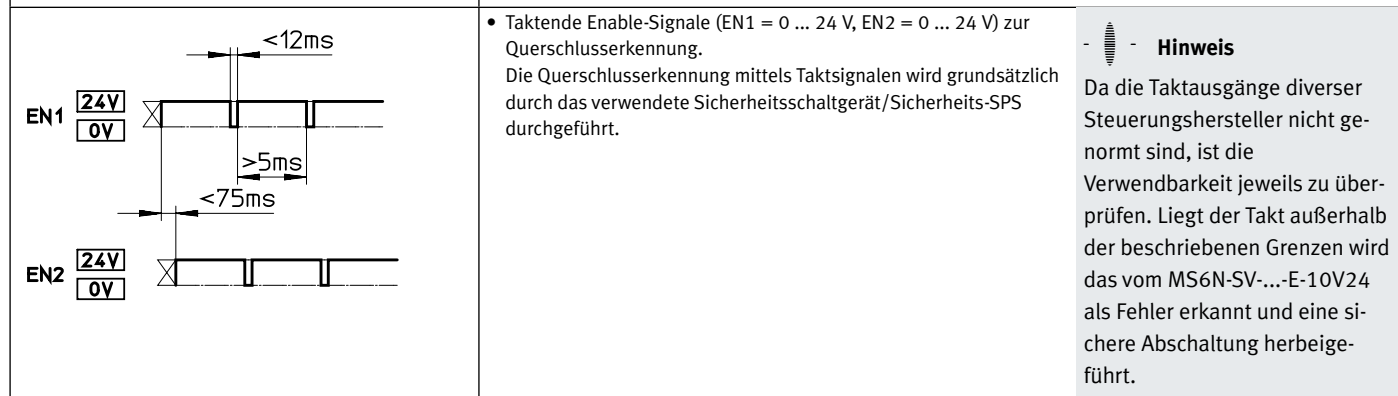 <12ms
EN1 24V
0V
>5ms
<75ms
EN2 24V
0V
• Taktende Enable-Signale (EN1 = 0 ... 24 V, EN2 = 0 ... 24 V) zur
Querschlusserkennung.
Die Querschlusserkennung mittels Taktsignalen wird grundsätzlich
durch das verwendete Sicherheitsschaltgerät/Sicherheits-SPS
durchgeführt.
Hinweis
Da die Taktausgänge diverser
Steuerungshersteller nicht ge-
normt sind, ist die
Verwendbarkeit jeweils zu über-
prüfen. Liegt der Takt außerhalb
der beschriebenen Grenzen wird
das vom MS6N-SV-...-E-10V24
als Fehler erkannt und eine si-
chere Abschaltung herbeige-
führt.